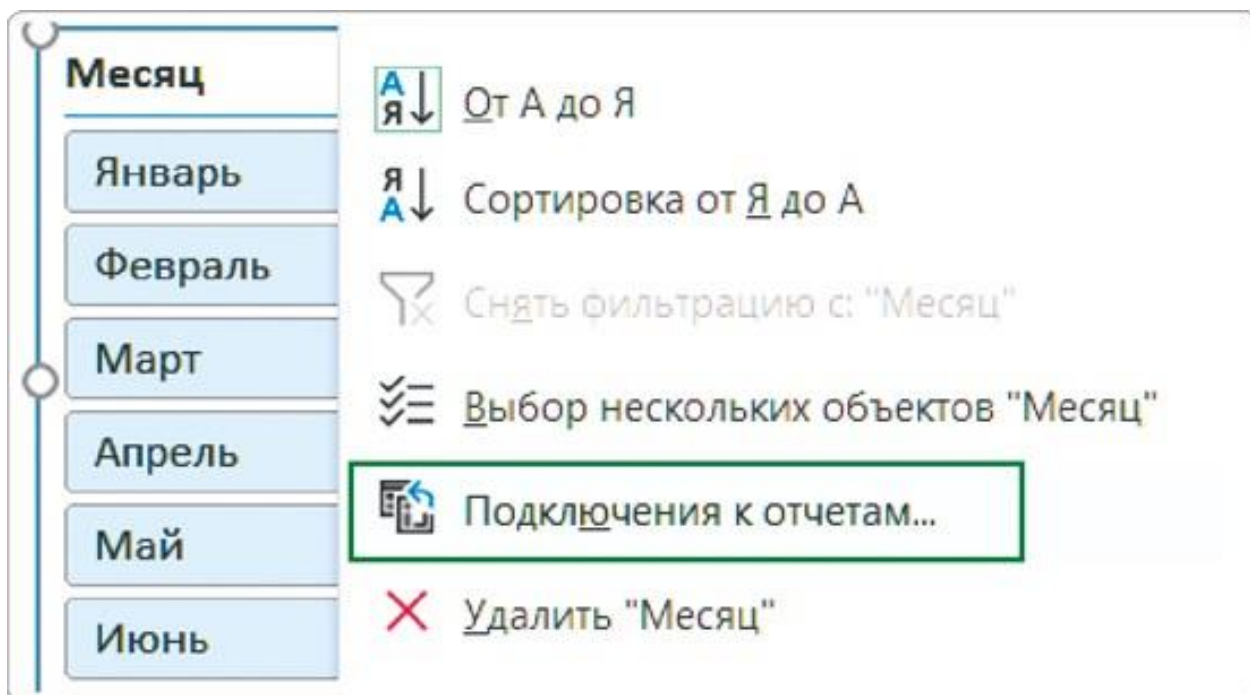 Месяц
Январь
Февраль
Март
Апрель
Май
Июнь
От А до Я
Сортировка от Я до А
Снять фильтрацию с: "Месяц"
Выбор нескольких объектов "Месяц"
Подключения к отчетам...
Удалить "Месяц"